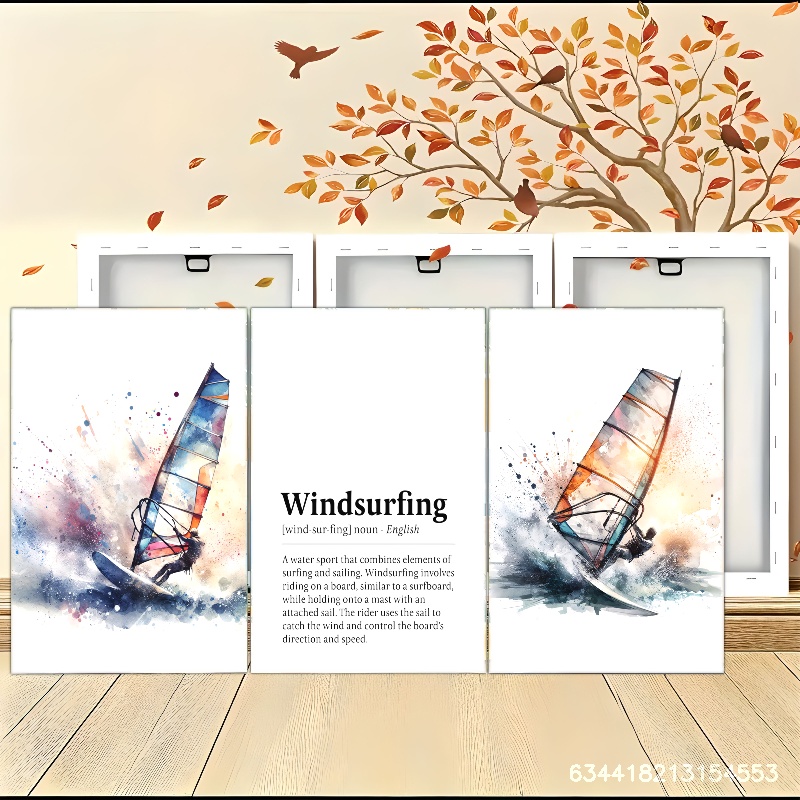 Windsurfing
[wind-sur-fing] noun - English
A water sport that combines elements of
surfing and sailing. Windsurfing involves
riding on a board, similar to a surfboard,
while holding onto a mast with an
attached sail. The rider uses the sail to
catch the wind and control the board's
direction and speed.
634418213154553